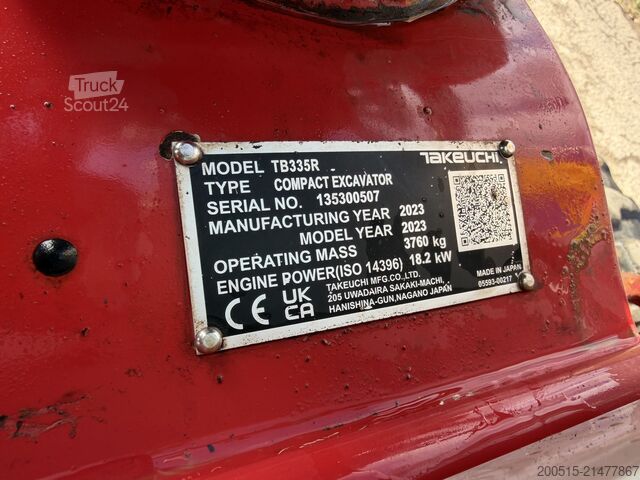 Truck
Scout24
TAKEUCHI
MODEL TB335R
TYPE COMPACT EXCAVATOR
SERIAL NO. 135300507
MANUFACTURING YEAR 2023
MODEL YEAR 2023
OPERATING MASS 3760 kg
ENGINE POWER(ISO 14396) 18.2 kW
TAKEUCHI MFG.CO.,LTD.
205 UWADAIRA SAKAKI-MACHI,
HANISHINA-GUN,NAGANO JAPAN
CE UK
CA
MADE IN JAPAN
05593-00217
200515-21477867